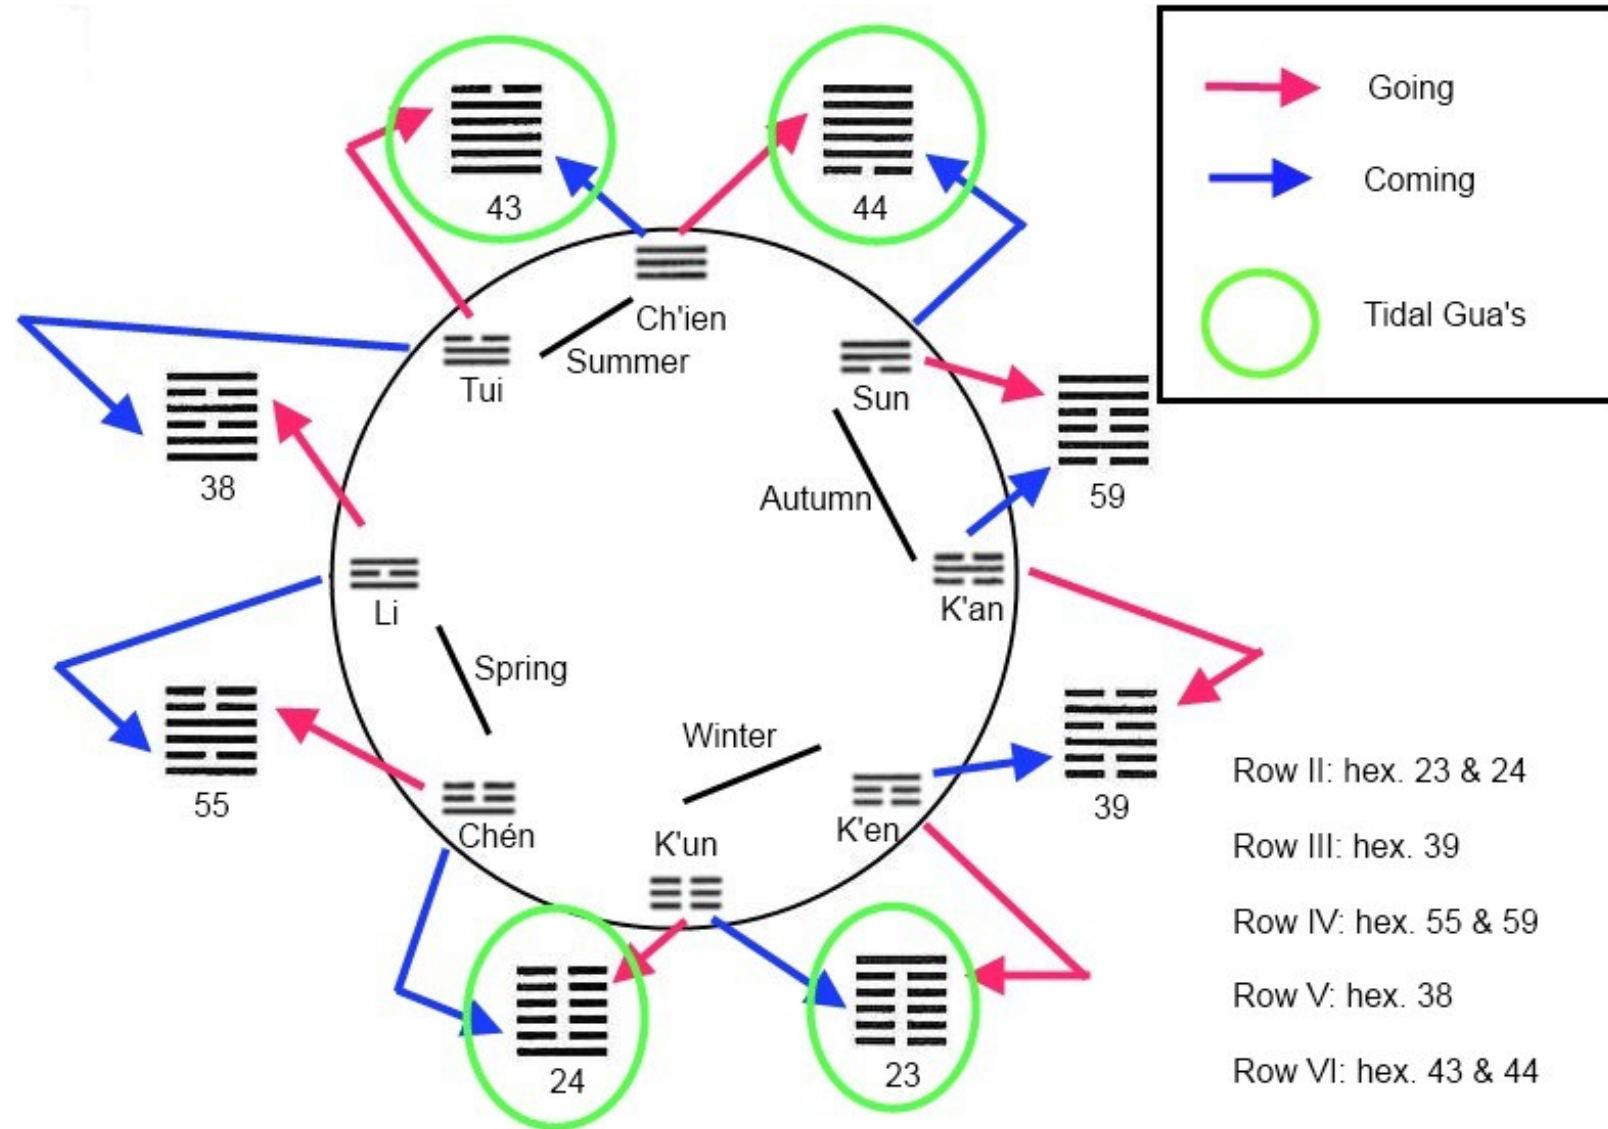 Going
Coming
Tidal Gua's
43
44
Ch'ien
Summer
Tui
Sun
38
59
Autumn
Li
K'an
Spring
Winter
55
39
Chén
K'un
K'en
24
23
Row II: hex. 23 & 24
Row III: hex. 39
Row IV: hex. 55 & 59
Row V: hex. 38
Row VI: hex. 43 & 44